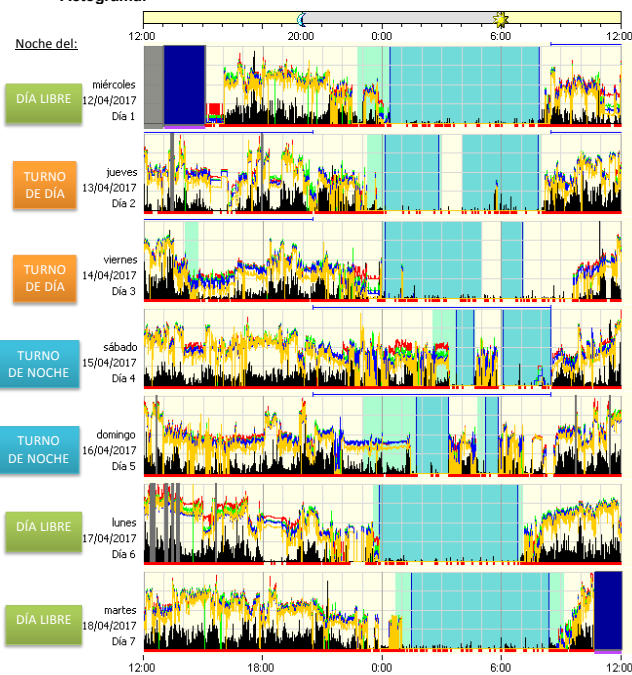 12:00 20:00 6:00 12:00
Noche del:
DÍA LIBRE
miércoles
12/04/2017
Día 1
TURNO
DE DÍA
jueves
13/04/2017
Día 2
TURNO
DE DÍA
viernes
14/04/2017
Día 3
TURNO
DE NOCHE
sábado
15/04/2017
Día 4
TURNO
DE NOCHE
domingo
16/04/2017
Día 5
DÍA LIBRE
lunes
17/04/2017
Día 6
DÍA LIBRE
martes
18/04/2017
Día 7
12:00 18:00 0:00 6:00 12:00